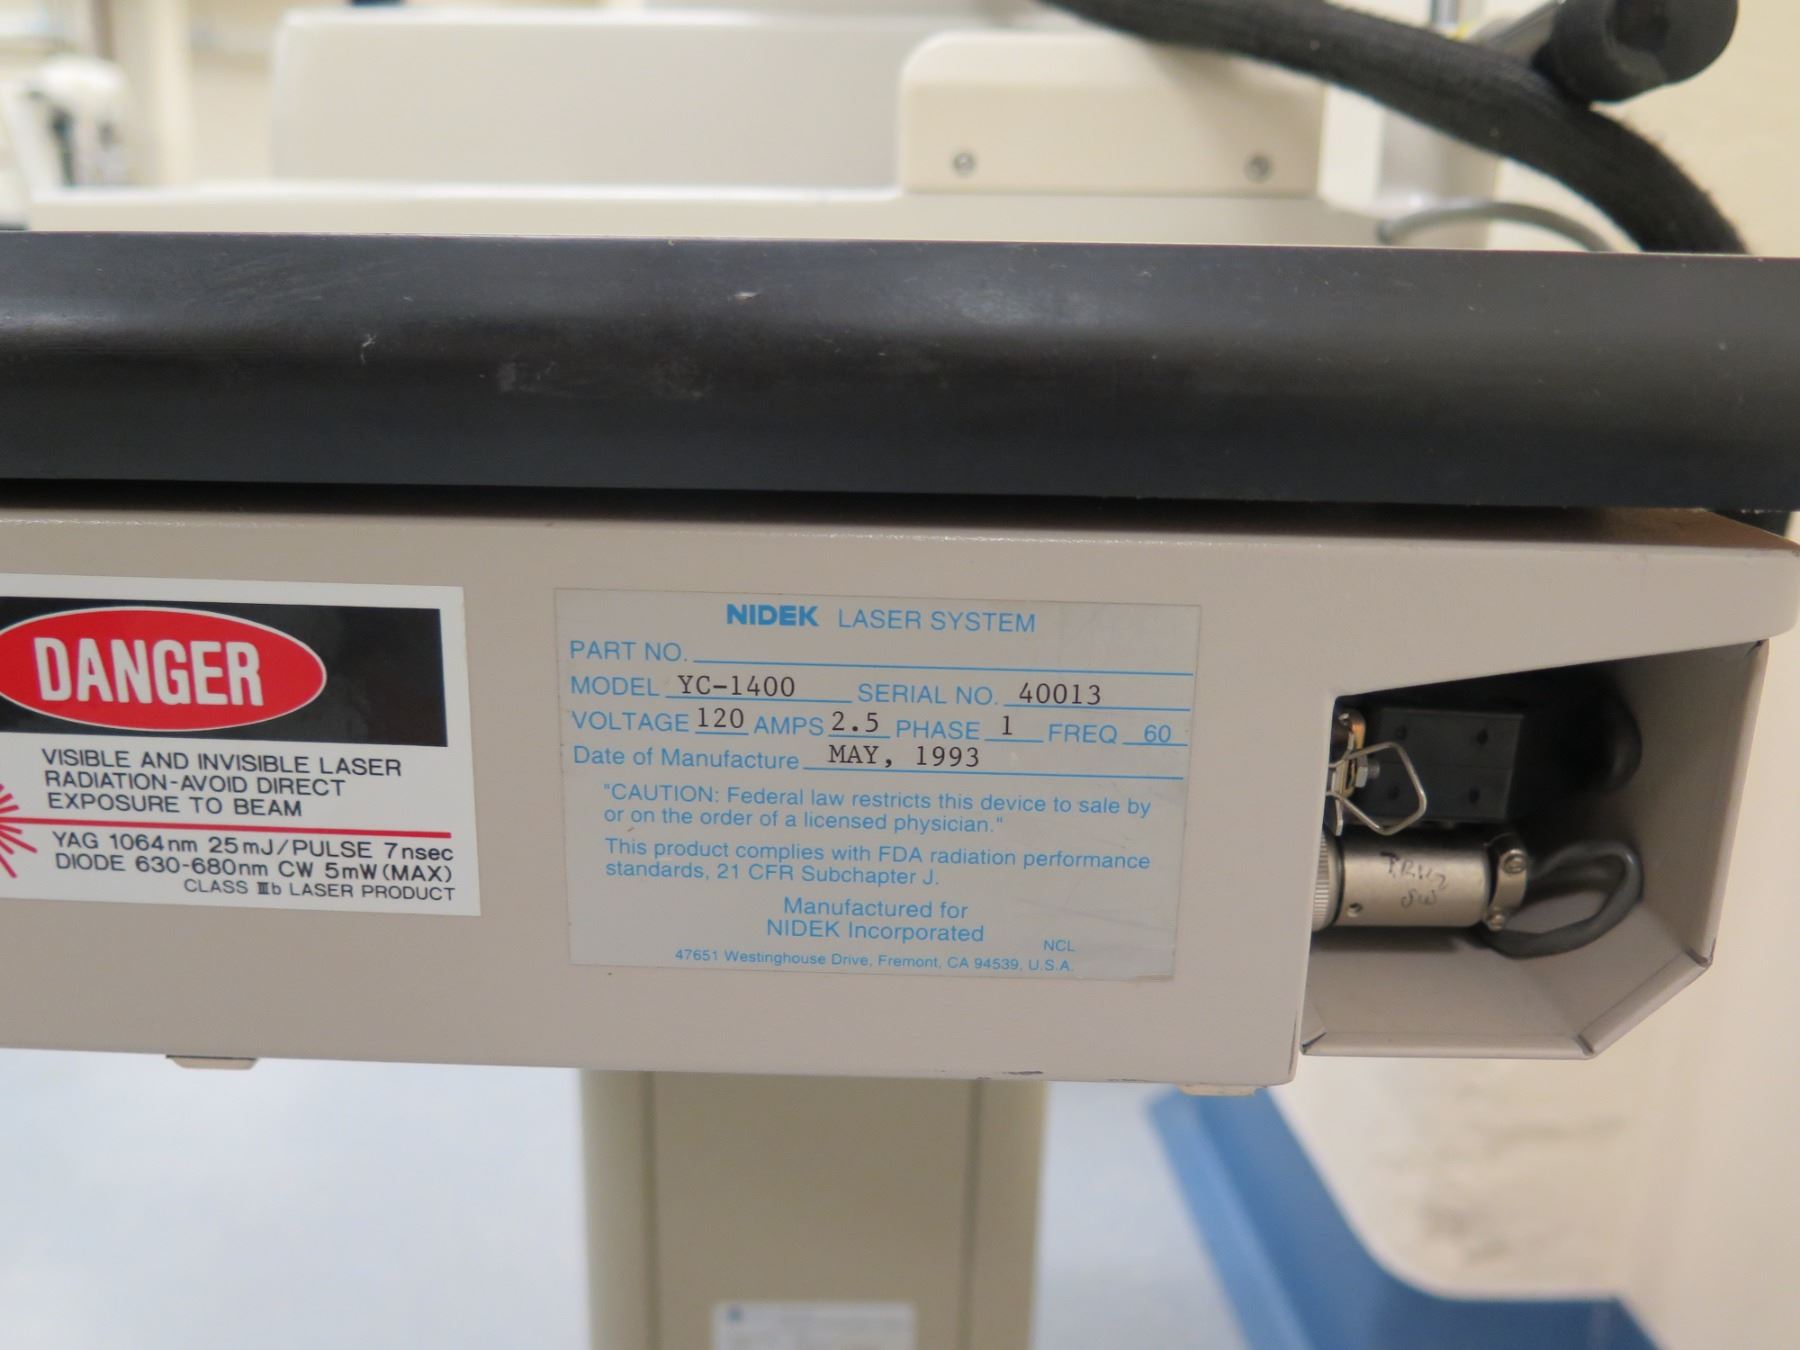 DANGER
VISIBLE AND INVISIBLE LASER
RADIATION-AVOID DIRECT
EXPOSURE TO BEAM
YAG 1064nm 25mJ/PULSE 7nsec
DIODE 630-680nm CW 5mW(MAX)
CLASS Ⅲb LASER PRODUCT
NIDEK LASER SYSTEM
PART NO.
MODEL YC-1400 SERIAL NO. 40013
VOLTAGE 120 AMPS 2.5 PHASE 1 FREQ 60
Date of Manufacture MAY, 1993
"CAUTION: Federal law restricts this device to sale by
or on the order of a licensed physician."
This product complies with FDA radiation performance
standards, 21 CFR Subchapter J.
Manufactured for
NIDEK Incorporated
NCL
47651 Westinghouse Drive, Fremont, CA 94539, U.S.A.